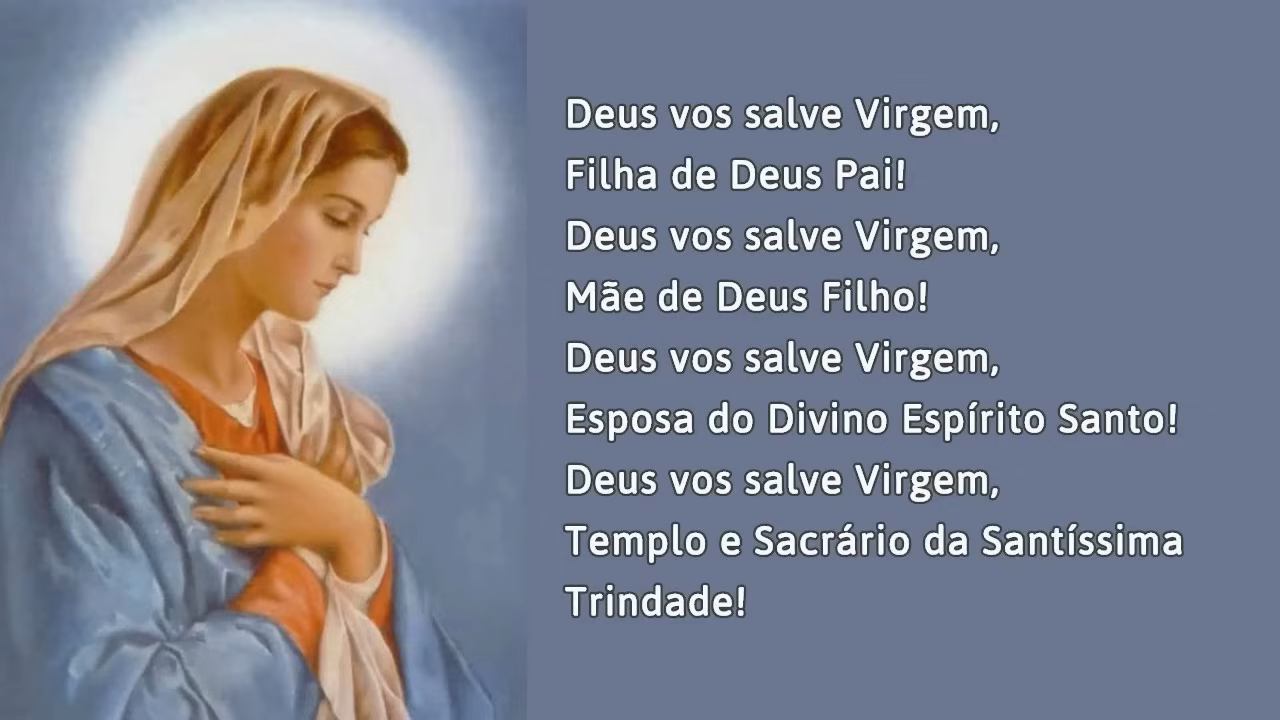 Deus vos salve Virgem,
Filha de Deus Pai!
Deus vos salve Virgem,
Mãe de Deus Filho!
Deus vos salve Virgem,
Esposa do Divino Espírito Santo!
Deus vos salve Virgem,
Templo e Sacrário da Santíssima
Trindade!